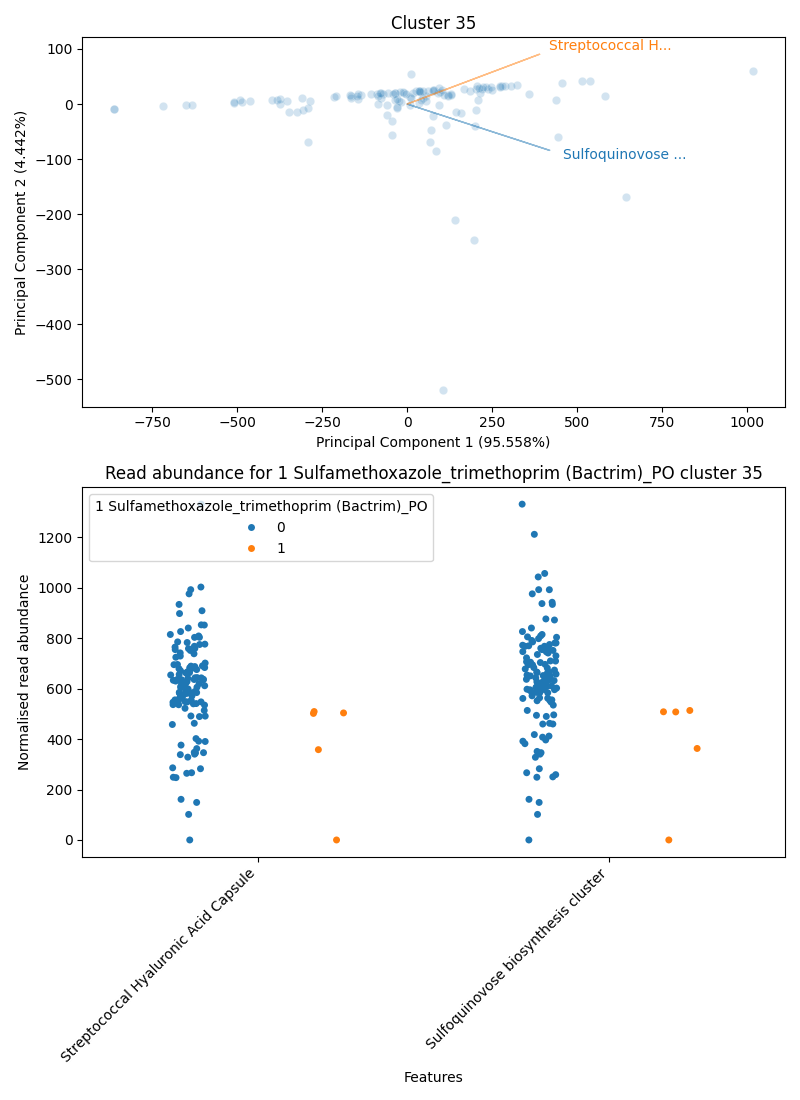 Cluster 35
Streptococcal H...
Sulfoquinovose ...
100
0
−100
−200
−300
−400
−500
Principal Component 2 (4.442%)
−750
−500
−250
0
250
500
750
1000
Principal Component 1 (95.558%)
Read abundance for 1 Sulfamethoxazole_trimethoprim (Bactrim)_PO cluster 35
1 Sulfamethoxazole_trimethoprim (Bactrim)_PO
0
1
1200
1000
800
600
400
200
0
Normalised read abundance
Streptococcal Hyaluronic Acid Capsule
Sulfoquinovose biosynthesis cluster
Features